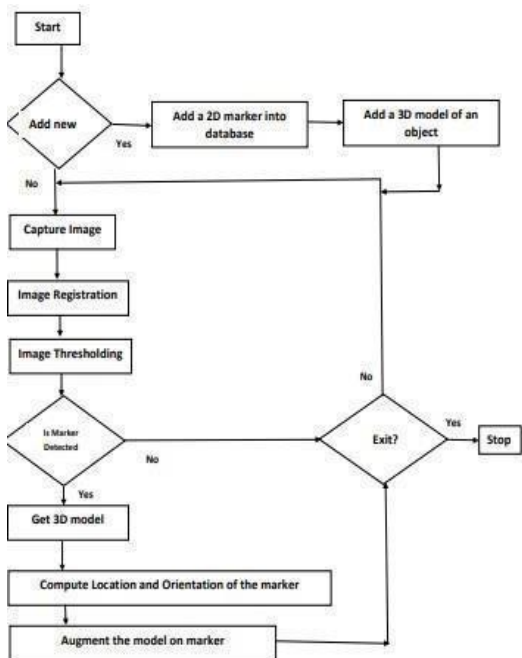 Start
Add new
Yes
Add a 2D marker into
database
Add a 3D model of an
object
No
Capture Image
Image Registration
Image Thresholding
Is Marker
Detected
No
Yes
No
Exit?
Yes
Stop
Get 3D model
Compute Location and Orientation of the marker
Augment the model on marker